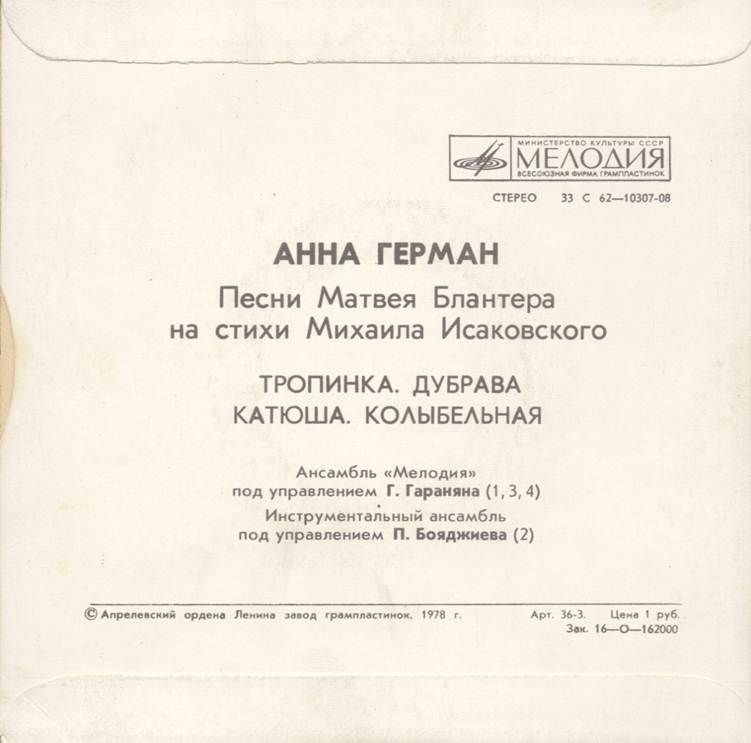 МИНИСТЕРСТВО КУЛЬТУРЫ СССР
МЕЛОДИЯ
ВСЕСОЮЗНАЯ ФИРМА ГРАМПЛАСТИНОК
СТЕРЕО 33 С 62—10307-08
АННА ГЕРМАН
Песни Матвея Блантера
на стихи Михаила Исаковского
ТРОПИНКА. ДУБРАВА
КАТЮША. КОЛЫБЕЛЬНАЯ
Ансамбль «Мелодия»
под управлением Г. Гараняна (1, 3, 4)
Инструментальный ансамбль
под управлением П. Бояджиева (2)
© Апрелевский ордена Ленина завод грампластинок. 1978 г. Арт. 36-3. Цена 1 руб.
Зак. 16—О—162000